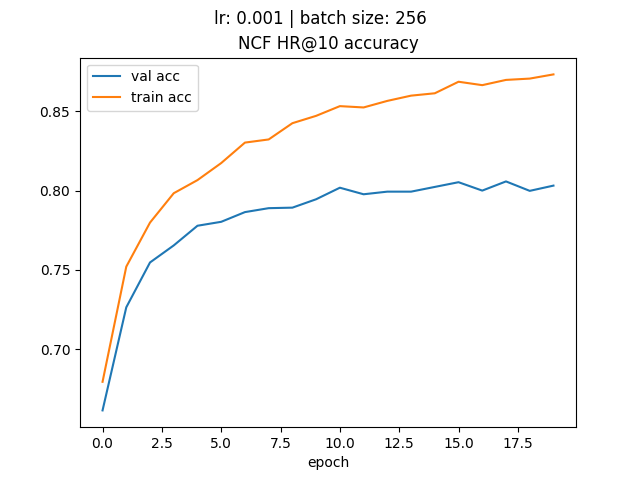 lr: 0.001 | batch size: 256
NCF HR@10 accuracy
val acc
train acc
0.85
0.80
0.75
0.70
0.0 2.5 5.0 7.5 10.0 12.5 15.0 17.5
epoch